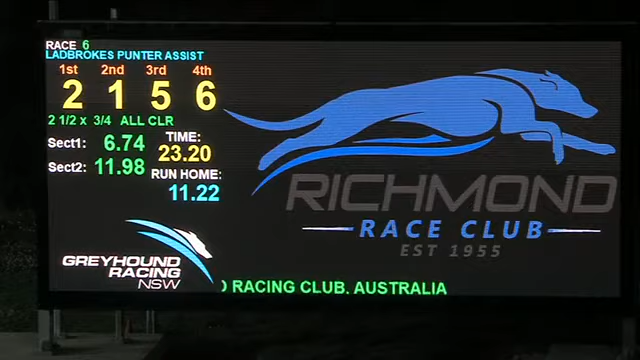 RACE 6
LADBROKES PUNTER ASSIST
1st 2nd 3rd 4th
2 1 5 6
2 1/2 x 3/4 ALL CLR
Sect1: 6.74
Sect2: 11.98
TIME:
23.20
RUN HOME:
11.22
GREYHOUND
RACING
NSW
RICHMOND
RACE CLUB
EST 1955
RACING CLUB. AUSTRALIA